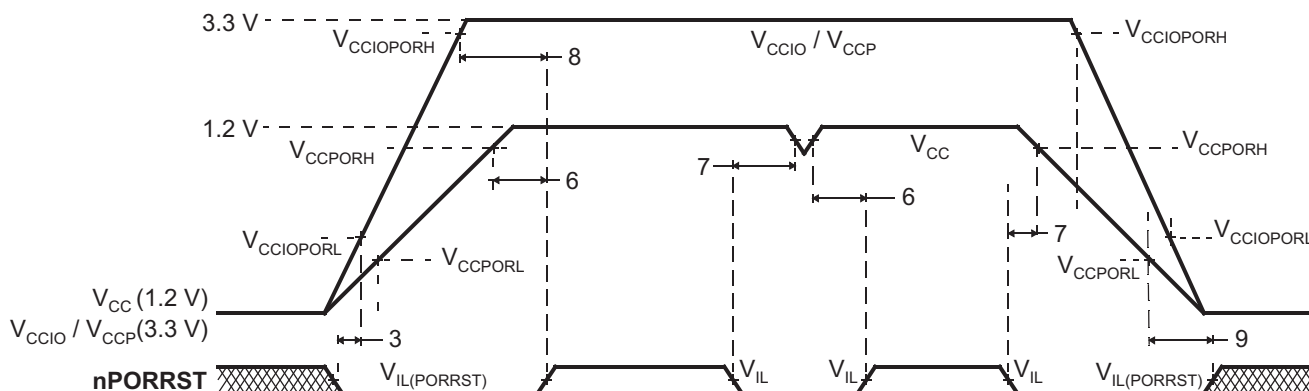 3.3 V
V_CCIOPORH
V_CCIO / V_CCP
V_CCIOPORH
8
1.2 V
V_CCPORH
V_CC
V_CCPORH
7
6
6
7
V_CCIOPORL
V_CCPORL
V_CCPORL
V_CCIOPORL
V_CC (1.2 V)
V_CCIO / V_CCP(3.3 V)
3
9
nPORRST
V_IL(PORRST)
V_IL
V_IL
V_IL
V_IL(PORRST)